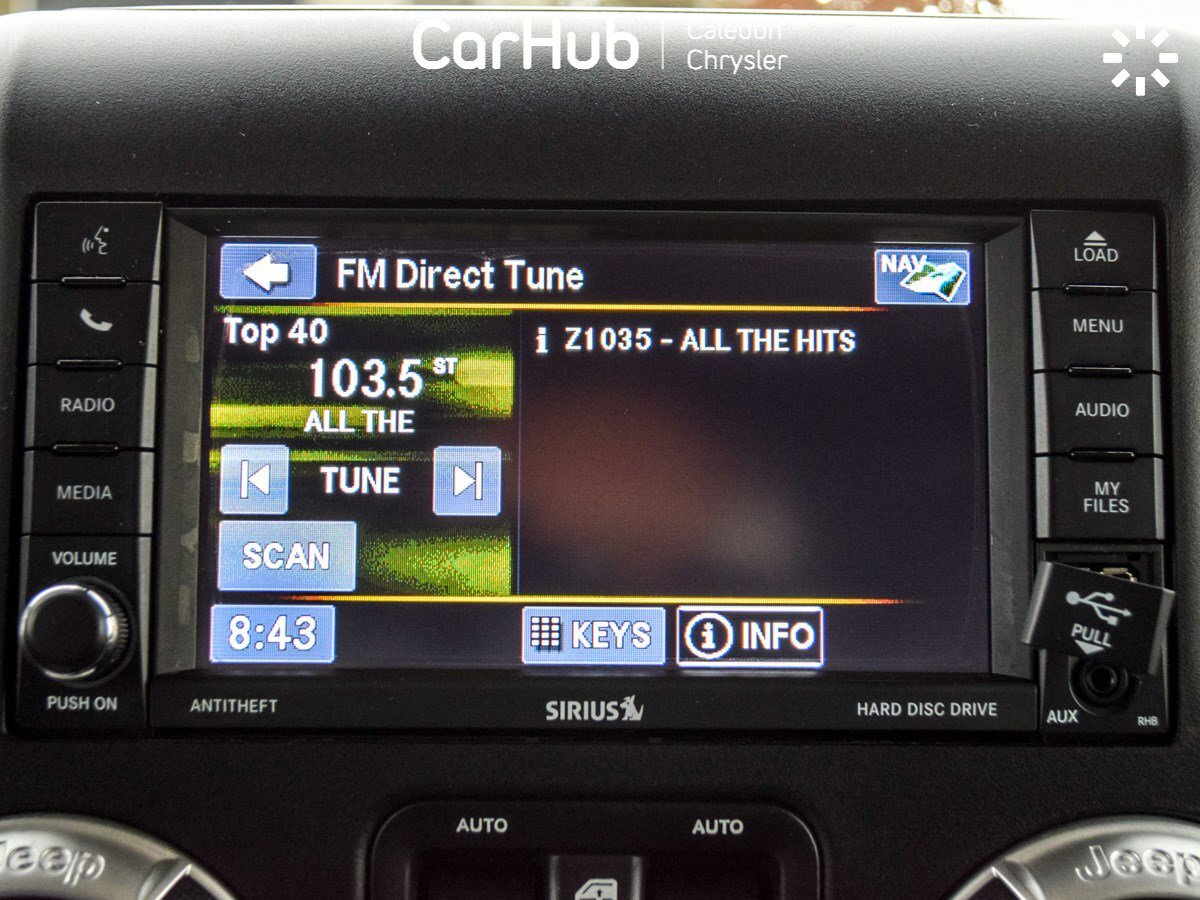 CarHub
Caledon
Chrysler
LOAD
FM Direct Tune
NAV
MENU
Top 40
103.5 ST
ALL THE
i Z1035 - ALL THE HITS
RADIO
AUDIO
TUNE
MEDIA
MY
FILES
SCAN
VOLUME
8:43
KEYS
i INFO
PULL
PUSH ON
ANTITHEFT
SIRIUS
HARD DISC DRIVE
AUX
RHB
AUTO
AUTO
Jeep
Jeep